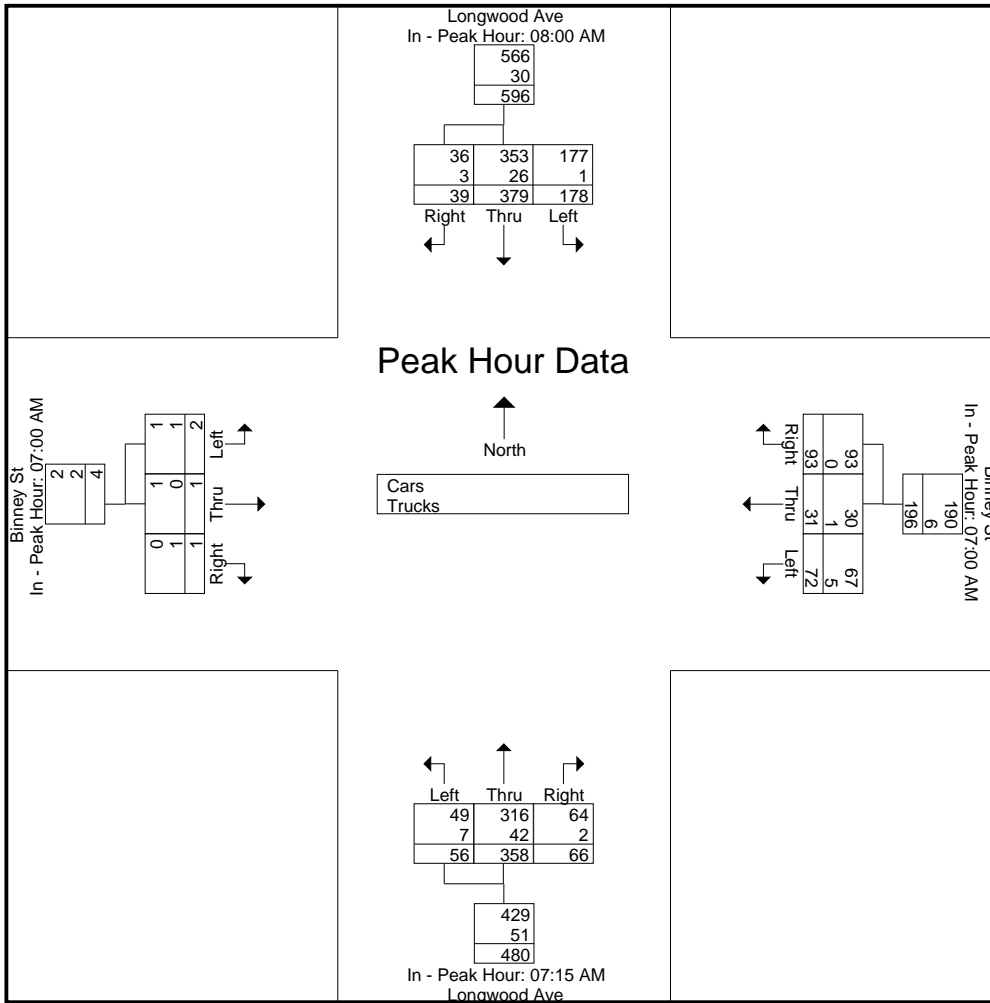 Longwood Ave
In - Peak Hour: 08:00 AM
566
30
596
36 353 177
3 26 1
39 379 178
Right Thru Left
Peak Hour Data
North
Cars
Trucks
Binney St
In - Peak Hour: 07:00 AM
2
2
4
1 1 2
1 0 1
0 1 1
Left
Thru
Right
Binney St
In - Peak Hour: 07:00 AM
190
6
196
93 0 93
31 1 30
72 5 67
Right
Thru
Left
Left Thru Right
49 316 64
7 42 2
56 358 66
429
51
480
In - Peak Hour: 07:15 AM
Longwood Ave